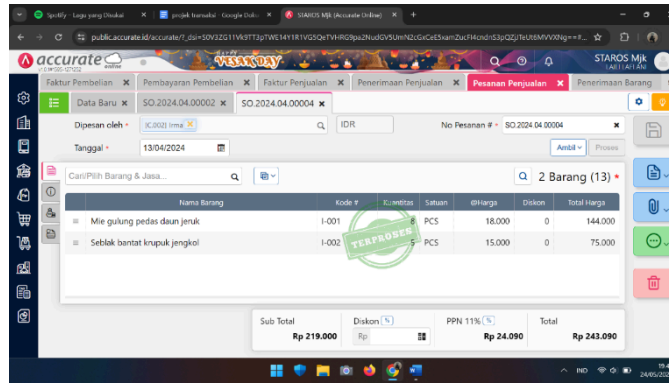 Spotify - Lagu yang Disukai
projek transaksi - Google Doku
STAROS Mjk (Accurate Online)
public.accurate.id/accurate/?_dsi=
accurate
online
VESAK DAY
STAROS Mjk
LAELI AFI ANI
Faktur Pembelian
Pembayaran Pembelian
Faktur Penjualan
Penerimaan Penjualan
Pesanan Penjualan
Penerimaan Barang
Data Baru
SO.2024.04.00002
SO.2024.04.00004
Dipesan oleh *
[C.002] Irma
IDR
No Pesanan # *
SO.2024.04.00004
Tanggal *
13/04/2024
Ambil
Proses
Cari/Pilih Barang & Jasa...
2 Barang (13) *
Nama Barang Kode # Kuantitas Satuan @Harga Diskon Total Harga
Mie gulung pedas daun jeruk I-001 8 PCS 18.000 0 144.000
Seblak bantat krupuk jengkol I-002 5 PCS 15.000 0 75.000
TERPROSES
Sub Total Diskon % PPN 11% % Total
Rp 219.000 Rp Rp 24.090 Rp 243.090
IND